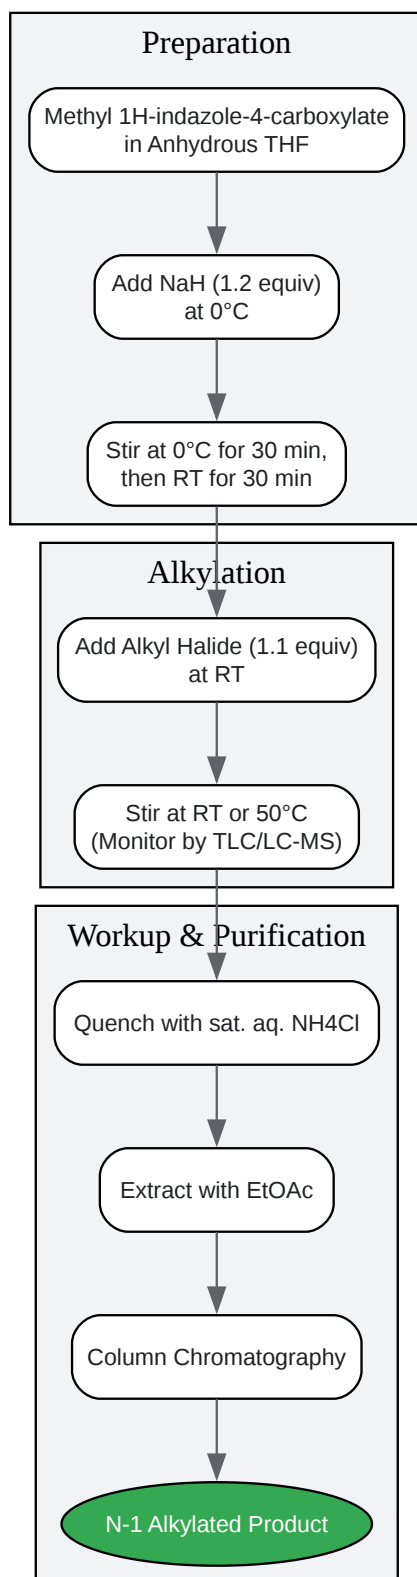 Preparation
Methyl 1H-indazole-4-carboxylate
in Anhydrous THF
Add NaH (1.2 equiv)
at 0°C
Stir at 0°C for 30 min,
then RT for 30 min
Alkylation
Add Alkyl Halide (1.1 equiv)
at RT
Stir at RT or 50°C
(Monitor by TLC/LC-MS)
Workup & Purification
Quench with sat. aq. NH4Cl
Extract with EtOAc
Column Chromatography
N-1 Alkylated Product